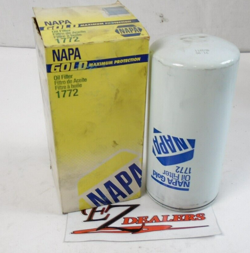 NAPA
GOLD MAXIMUM PROTECTION
Oil Filter
Filtro de Aceite
Filtre à huile
1772
NAPA
NAPA
NAPA
NAPA Gold
Oil Filter
1772
EZ
DEALERS